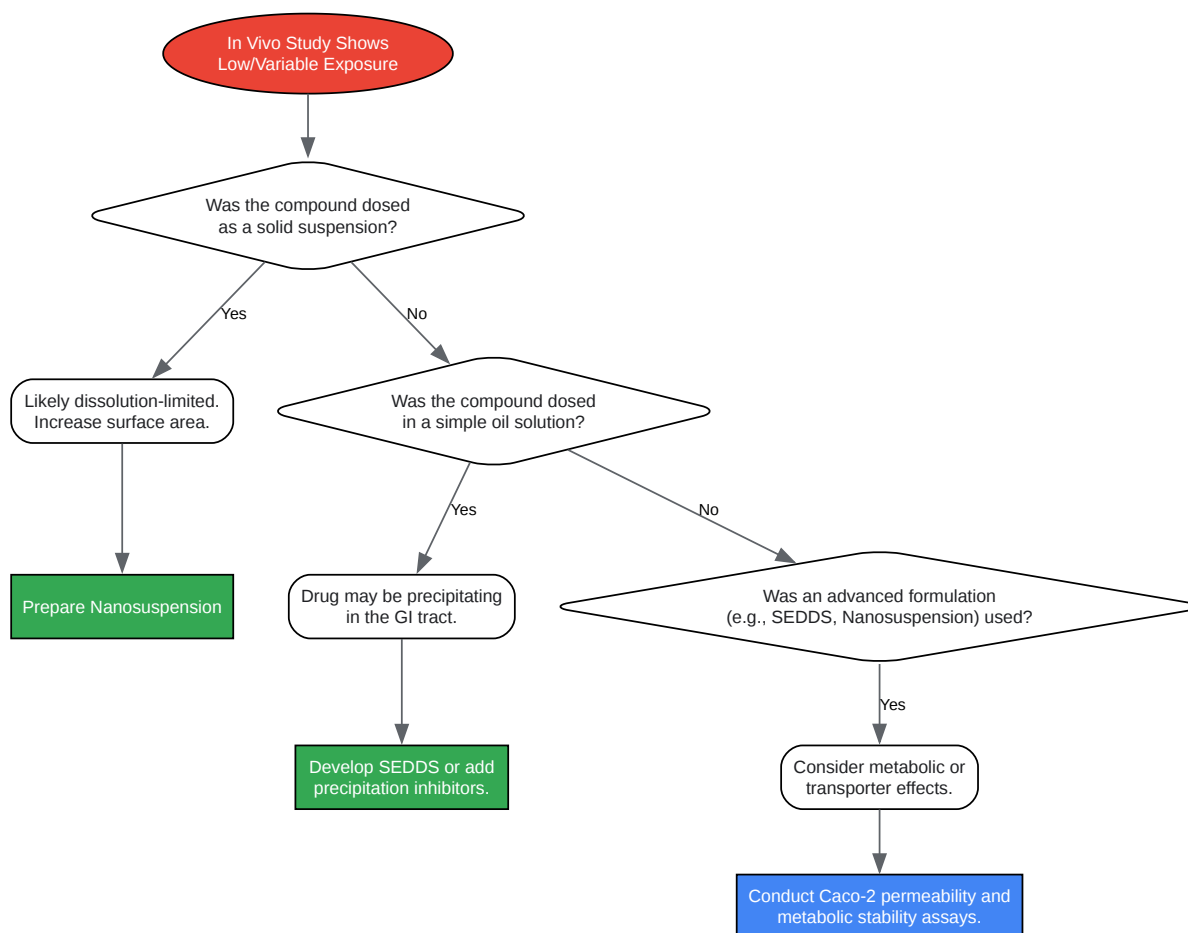 In Vivo Study Shows
Low/Variable Exposure
Was the compound dosed
as a solid suspension?
Yes
No
Likely dissolution-limited.
Increase surface area.
Was the compound dosed
in a simple oil solution?
Yes
No
Prepare Nanosuspension
Drug may be precipitating
in the GI tract.
Was an advanced formulation
(e.g., SEDDS, Nanosuspension) used?
Yes
Develop SEDDS or add
precipitation inhibitors.
Consider metabolic or
transporter effects.
Conduct Caco-2 permeability and
metabolic stability assays.